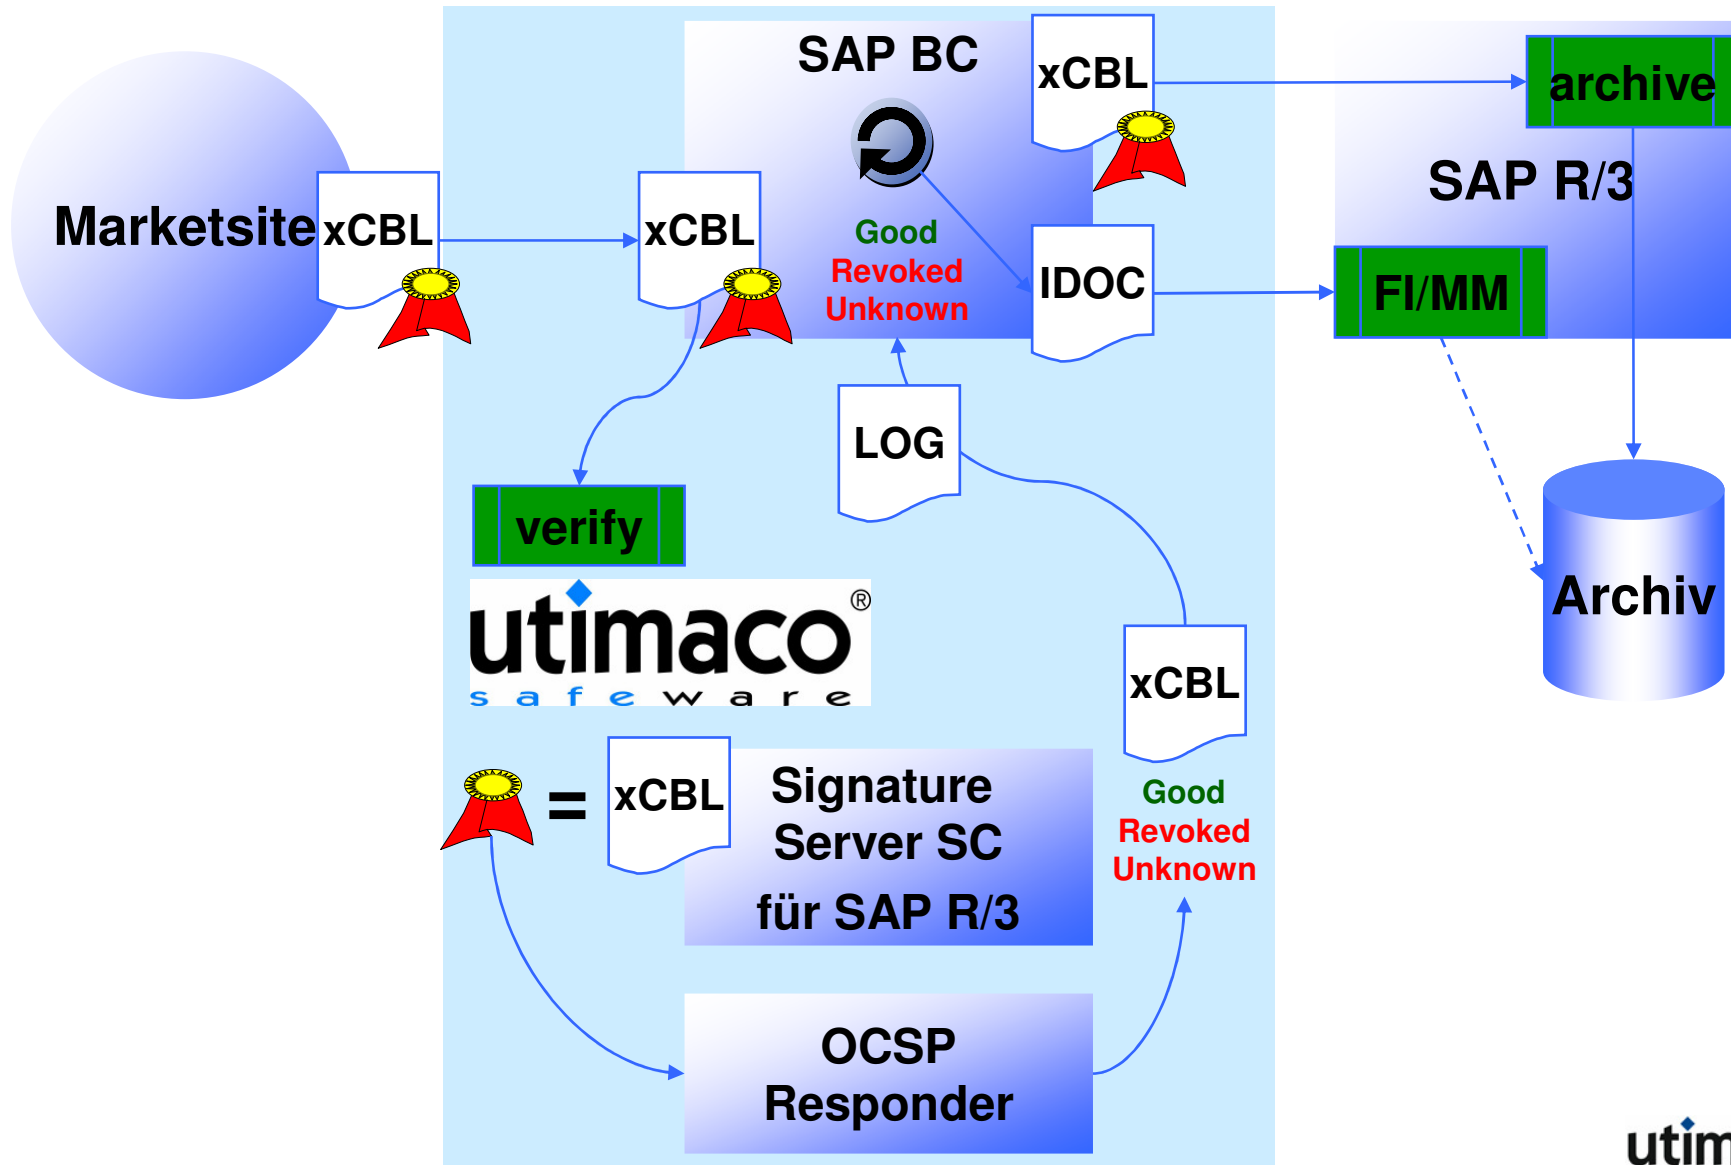 SAP BC
xCBL
archive
SAP R/3
Marketsite
xCBL
xCBL
Good
Revoked
Unknown
IDOC
FI/MM
LOG
verify
utimaco®
safeware
Archiv
xCBL
xCBL
Signature
Server SC
für SAP R/3
Good
Revoked
Unknown
OCSP
Responder
utim